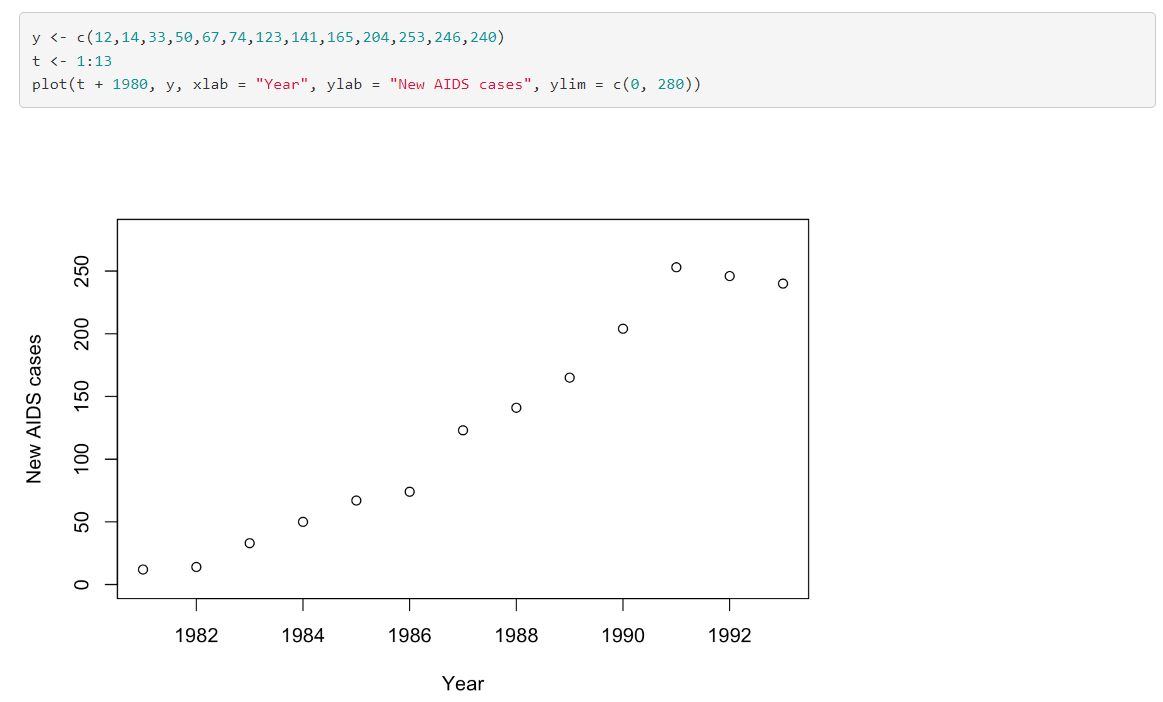 y <- c(12,14,33,50,67,74,123,141,165,204,253,246,240)
t <- 1:13
plot(t + 1980, y, xlab = "Year", ylab = "New AIDS cases", ylim = c(0, 280))
New AIDS cases
250
200
150
100
50
0
1982 1984 1986 1988 1990 1992
Year